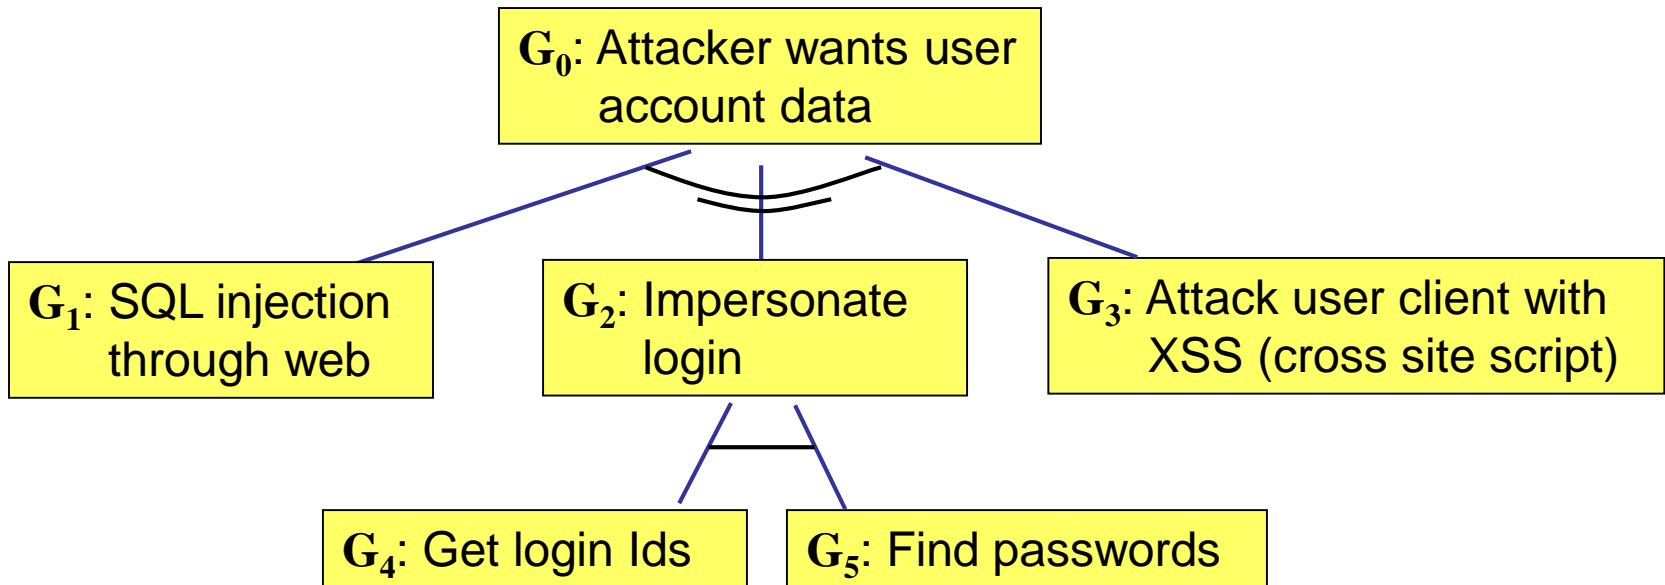 G₀: Attacker wants user
account data
G₁: SQL injection
through web
G₂: Impersonate
login
G₃: Attack user client with
XSS (cross site script)
G₄: Get login Ids
G₅: Find passwords